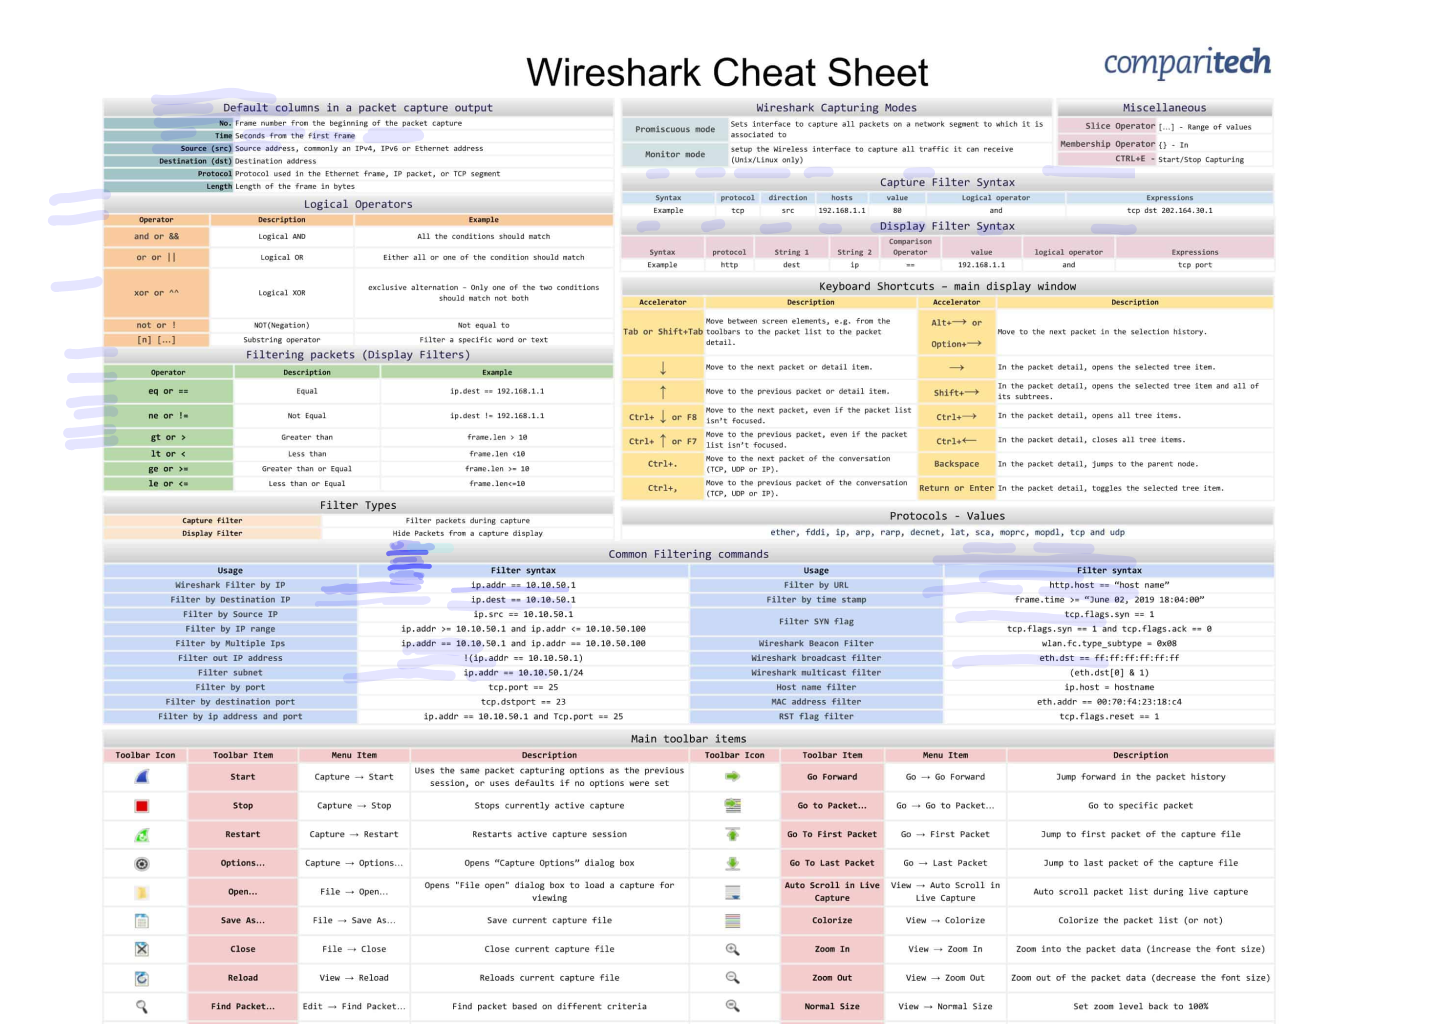 Wireshark Cheat Sheet
comparitech
Default columns in a packet capture output
No. Frame number from the beginning of the packet capture
Time Seconds from the first frame
Source (src) Source address, commonly an IPv4, IPv6 or Ethernet address
Destination (dst) Destination address
Protocol Protocol used in the Ethernet frame, IP packet, or TCP segment
Length Length of the frame in bytes
Logical Operators
Operator Description Example
and or && Logical AND All the conditions should match
or or || Logical OR Either all or one of the condition should match
xor or ^^ Logical XOR exclusive alternation – Only one of the two conditions
should match not both
not or ! NOT(Negation) Not equal to
[n] […] Substring operator Filter a specific word or text
Filtering packets (Display Filters)
Operator Description Example
eq or == Equal ip.dest == 192.168.1.1
ne or != Not Equal ip.dest != 192.168.1.1
gt or > Greater than frame.len > 10
lt or < Less than frame.len <10
ge or >= Greater than or Equal frame.len >= 10
le or <= Less than or Equal frame.len<=10
Filter Types
Capture filter Filter packets during capture
Display Filter Hide Packets from a capture display
Wireshark Capturing Modes
Promiscuous mode Sets interface to capture all packets on a network segment to which it is
associated to
Monitor mode setup the Wireless interface to capture all traffic it can receive
(Unix/Linux only)
Miscellaneous
Slice Operator […] - Range of values
Membership Operator {} - In
CTRL+E - Start/Stop Capturing
Capture Filter Syntax
Syntax protocol direction hosts value Logical operator Expressions
Example tcp src 192.168.1.1 80 and tcp dst 202.164.30.1
Display Filter Syntax
Syntax protocol String 1 String 2 Comparison Operator value logical operator Expressions
Example http dest ip == 192.168.1.1 and tcp port
Keyboard Shortcuts – main display window
Accelerator Description Accelerator Description
Tab or Shift+Tab Move between screen elements, e.g. from the
toolbars to the packet list to the packet
detail.
Alt+→ or
Option+→ Move to the next packet in the selection history.
↓ Move to the next packet or detail item. → In the packet detail, opens the selected tree item.
↑ Move to the previous packet or detail item. Shift+→ In the packet detail, opens the selected tree item and all of
its subtrees.
Ctrl+ ↓ or F8 Move to the next packet, even if the packet list
isn’t focused.
Ctrl+→ In the packet detail, opens all tree items.
Ctrl+ ↑ or F7 Move to the previous packet, even if the packet
list isn’t focused.
Ctrl+← In the packet detail, closes all tree items.
Ctrl+. Move to the next packet of the conversation
(TCP, UDP or IP).
Backspace In the packet detail, jumps to the parent node.
Ctrl+, Move to the previous packet of the conversation
(TCP, UDP or IP).
Return or Enter In the packet detail, toggles the selected tree item.
Protocols - Values
ether, fddi, ip, arp, rarp, decnet, lat, sca, moprc, mopdl, tcp and udp
Common Filtering commands
Usage Filter syntax Usage Filter syntax
Wireshark Filter by IP ip.addr == 10.10.50.1 Filter by URL http.host == “host name”
Filter by Destination IP ip.dest == 10.10.50.1 Filter by time stamp frame.time >= “June 02, 2019 18:04:00”
Filter by Source IP ip.src == 10.10.50.1 Filter SYN flag tcp.flags.syn == 1
Filter by IP range ip.addr >= 10.10.50.1 and ip.addr <= 10.10.50.100 tcp.flags.syn == 1 and tcp.flags.ack == 0
Filter by Multiple Ips ip.addr == 10.10.50.1 and ip.addr == 10.10.50.100 Wireshark Beacon Filter wlan.fc.type_subtype = 0x08
Filter out IP address !(ip.addr == 10.10.50.1) Wireshark broadcast filter eth.dst == ff:ff:ff:ff:ff:ff
Filter subnet ip.addr == 10.10.50.1/24 Wireshark multicast filter (eth.dst[0] & 1)
Filter by port tcp.port == 25 Host name filter ip.host = hostname
Filter by destination port tcp.dstport == 23 MAC address filter eth.addr == 00:70:f4:23:18:c4
Filter by ip address and port ip.addr == 10.10.50.1 and Tcp.port == 25 RST flag filter tcp.flags.reset == 1
Main toolbar items
Toolbar Icon Toolbar Item Menu Item Description Toolbar Icon Toolbar Item Menu Item Description
Start Capture → Start Uses the same packet capturing options as the previous
session, or uses defaults if no options were set
Go Forward Go → Go Forward Jump forward in the packet history
Stop Capture → Stop Stops currently active capture Go to Packet… Go → Go to Packet… Go to specific packet
Restart Capture → Restart Restarts active capture session Go To First Packet Go → First Packet Jump to first packet of the capture file
Options… Capture → Options… Opens “Capture Options” dialog box Go To Last Packet Go → Last Packet Jump to last packet of the capture file
Open… File → Open… Opens "File open" dialog box to load a capture for
viewing
Auto Scroll in Live
Capture View → Auto Scroll in
Live Capture Auto scroll packet list during live capture
Save As… File → Save As… Save current capture file Colorize View → Colorize Colorize the packet list (or not)
Close File → Close Close current capture file Zoom In View → Zoom In Zoom into the packet data (increase the font size)
Reload View → Reload Reloads current capture file Zoom Out View → Zoom Out Zoom out of the packet data (decrease the font size)
Find Packet… Edit → Find Packet… Find packet based on different criteria Normal Size View → Normal Size Set zoom level back to 100%